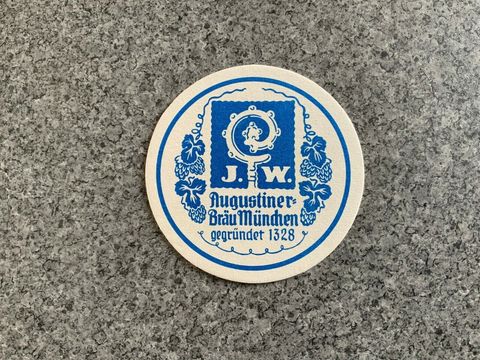 J. W.
Augustiner-
Bräu München
gegründet 1328